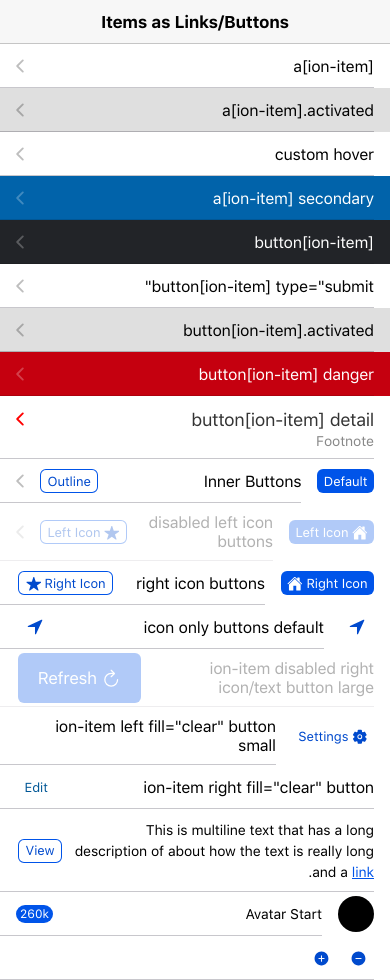 Items as Links/Buttons
a[ion-item]
a[ion-item].activated
custom hover
a[ion-item] secondary
button[ion-item]
"button[ion-item] type="submit
button[ion-item].activated
button[ion-item] danger
button[ion-item] detail
Footnote
Outline Inner Buttons Default
Left Icon disabled left icon Left Icon
buttons
Right Icon right icon buttons Right Icon
icon only buttons default
Refresh ion-item disabled right
icon/text button large
ion-item left fill="clear" button Settings
small
Edit ion-item right fill="clear" button
This is multiline text that has a long
View description of about how the text is really long
.and a link
260k Avatar Start